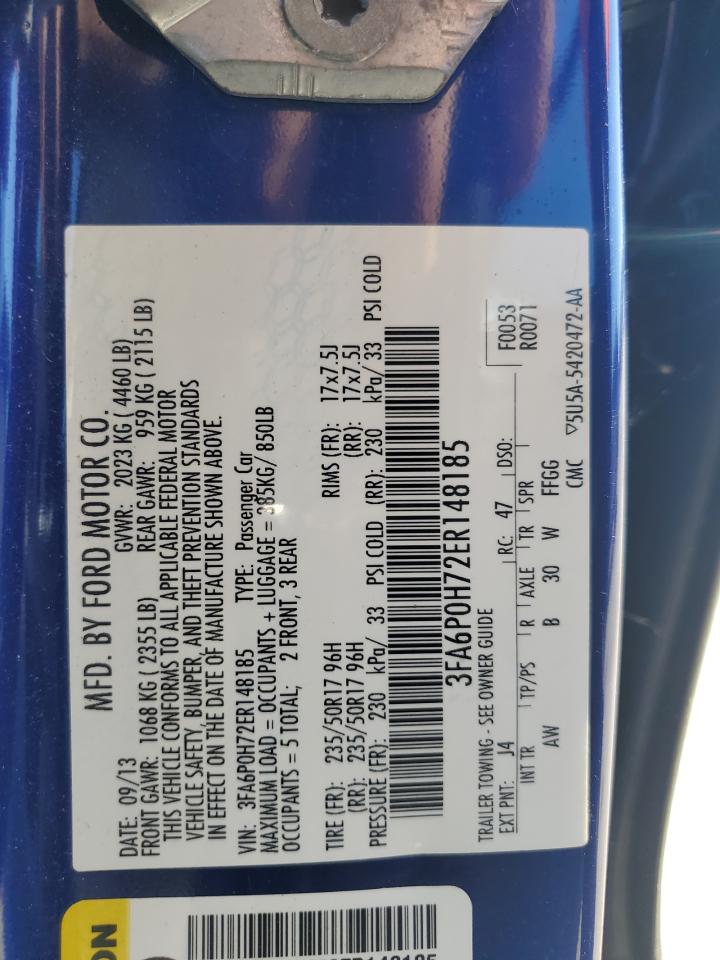 MFD. BY FORD MOTOR CO.
DATE: 09/13 GVWR: 2023 KG ( 4460 LB)
FRONT GAWR: 1068 KG ( 2355 LB) REAR GAWR: 959 KG ( 2115 LB)
THIS VEHICLE CONFORMS TO ALL APPLICABLE FEDERAL MOTOR
VEHICLE SAFETY, BUMPER, AND THEFT PREVENTION STANDARDS
IN EFFECT ON THE DATE OF MANUFACTURE SHOWN ABOVE.
VIN: 3FA6P0H72ER148185 TYPE: Passenger Car
MAXIMUM LOAD = OCCUPANTS + LUGGAGE = 385KG/ 850LB
OCCUPANTS = 5 TOTAL; 2 FRONT, 3 REAR
TIRE (FR): 235/50R17 96H RIMS (FR): 17x7.5J
(RR): 235/50R17 96H (RR): 17x7.5J
PRESSURE (FR): 230 kPa/ 33 PSI COLD (RR): 230 kPa/ 33 PSI COLD
3FA6P0H72ER148185
TRAILER TOWING - SEE OWNER GUIDE
F0053
EXT PNT: J4 RC: 47 DSO: R0071
INT TR TP/PS R AXLE TR SPR
AW B 30 W FFGG
CMC ▽5U5A-5420472-AA